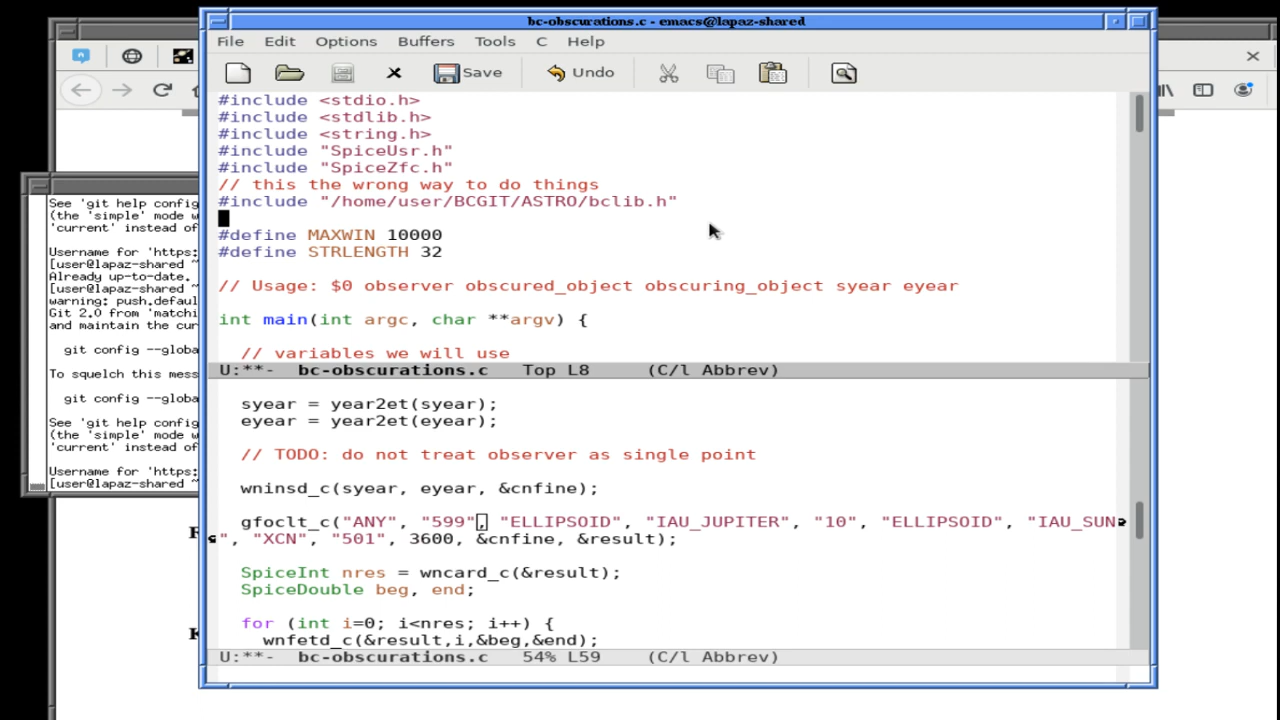 bc-obscurations.c - emacs@lapaz-shared
File Edit Options Buffers Tools C Help
Save Undo
#include <stdio.h>
#include <stdlib.h>
#include <string.h>
#include "SpiceUsr.h"
#include "SpiceZfc.h"
// this the wrong way to do things
#include "/home/user/BCGIT/ASTRO/bclib.h"
#define MAXWIN 10000
#define STRLENGTH 32
// Usage: $0 observer obscured_object obscuring_object syear eyear
int main(int argc, char **argv) {
// variables we will use
U:**- bc-obscurations.c Top L8 (C/l Abbrev)
syear = year2et(syear);
eyear = year2et(eyear);
// TODO: do not treat observer as single point
wninsd_c(syear, eyear, &cnfine);
gfoclt_c("ANY", "599", "ELLIPSOID", "IAU_JUPITER", "10", "ELLIPSOID", "IAU_SUN
", "XCN", "501", 3600, &cnfine, &result);
SpiceInt nres = wncard_c(&result);
SpiceDouble beg, end;
for (int i=0; i<nres; i++) {
wnfetd_c(&result,i,&beg,&end);
U:**- bc-obscurations.c 54% L59 (C/l Abbrev)
See 'git help config
(the 'simple' mode w
'current' instead of
Username for 'https:
[user@lapaz-shared ~
Already up-to-date.
[user@lapaz-shared ~
warning: push.defaul
Git 2.0 from 'matchi
and maintain the cur
git config --globa
To squelch this mess
git config --globa
See 'git help config
(the 'simple' mode w
'current' instead of
Username for 'https:
[user@lapaz-shared ~